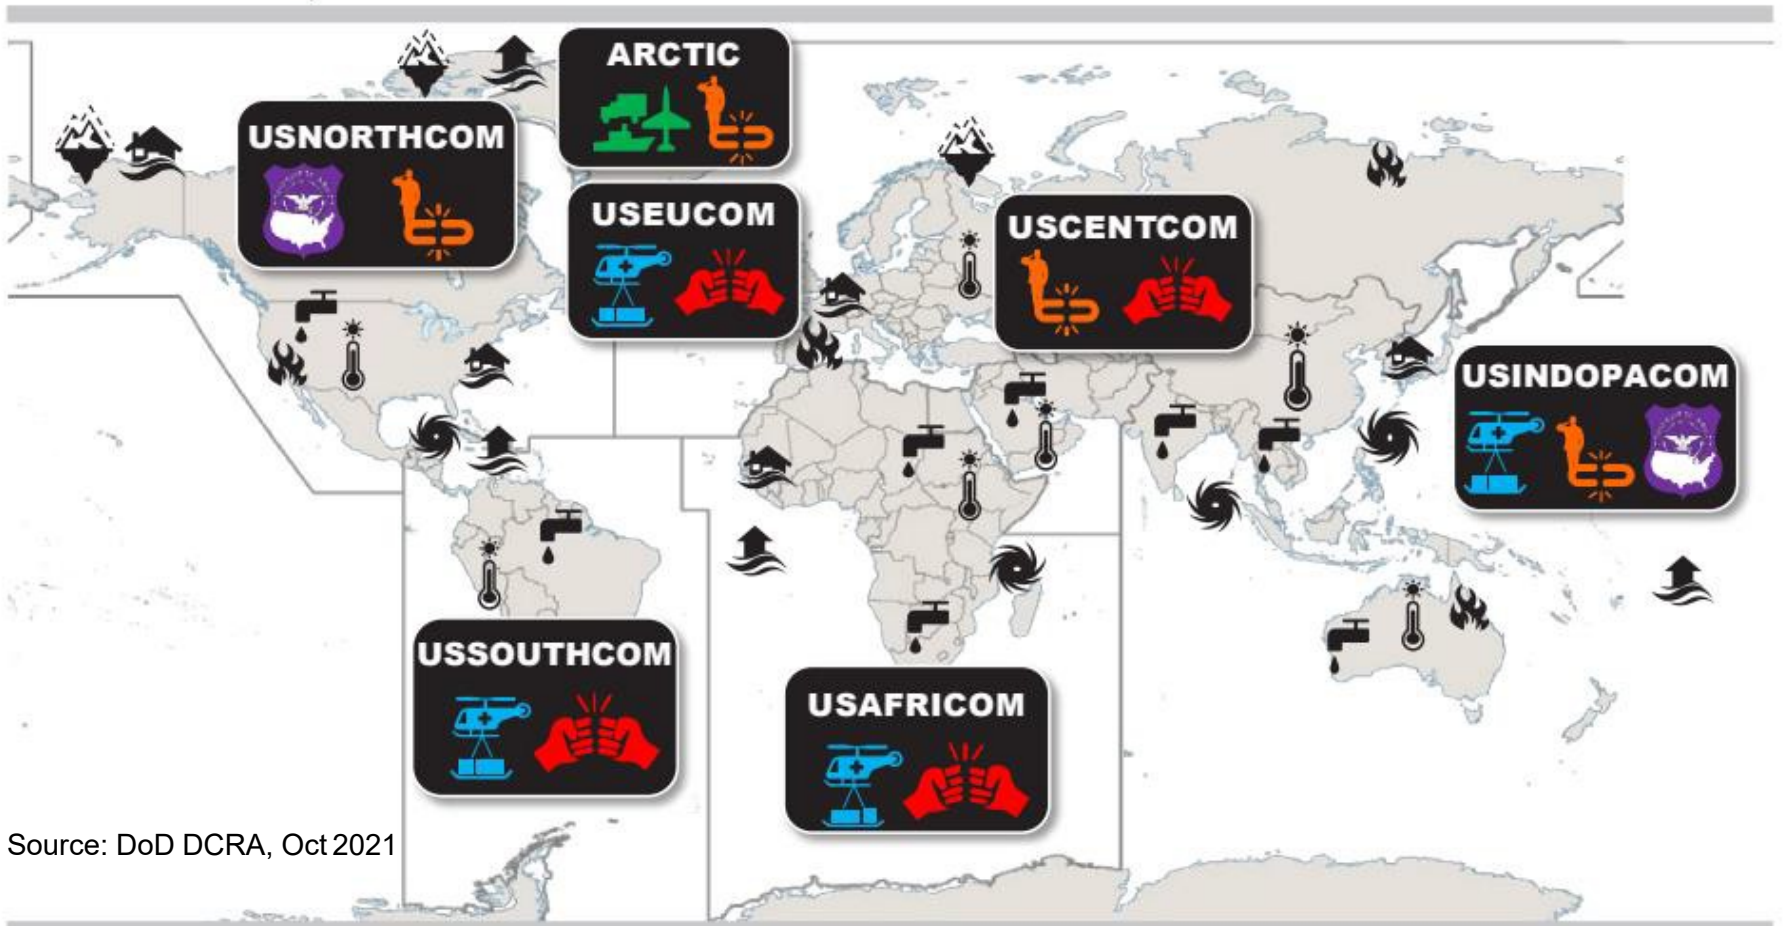 ARCTIC
USNORTHCOM
USEUCOM
USCENTCOM
USINDOPACOM
USSOUTHCOM
USAFRICOM
Source: DoD DCRA, Oct 2021